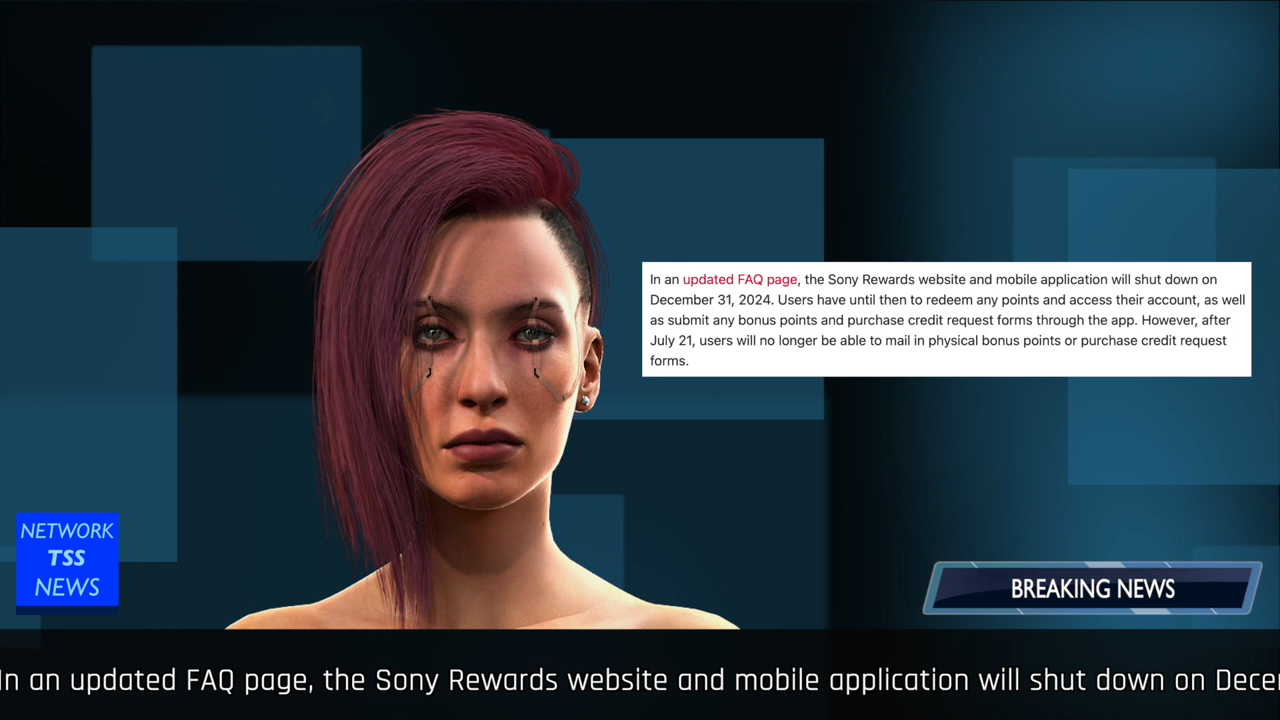 In an updated FAQ page, the Sony Rewards website and mobile application will shut down on
December 31, 2024. Users have until then to redeem any points and access their account, as well
as submit any bonus points and purchase credit request forms through the app. However, after
July 21, users will no longer be able to mail in physical bonus points or purchase credit request
forms.
NETWORK
TSS
NEWS
BREAKING NEWS
In an updated FAQ page, the Sony Rewards website and mobile application will shut down on Dece